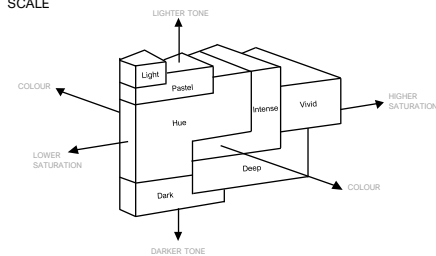 SCALE
LIGHTER TONE
Light
Pastel
COLOUR
HIGHER
SATURATION
Vivid
Intense
Hue
LOWER
SATURATION
Deep
COLOUR
Dark
DARKER TONE